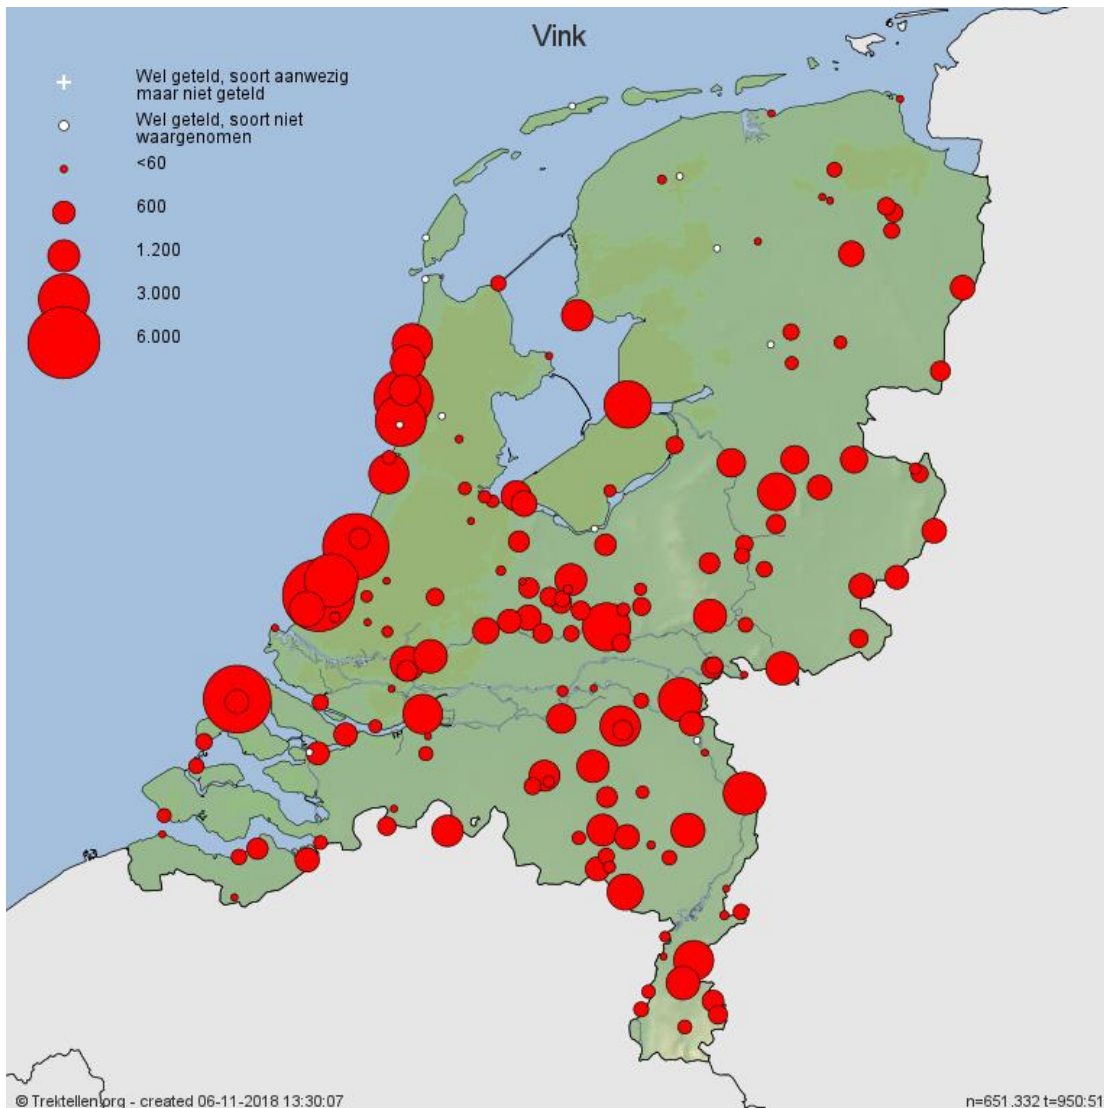 Vink
Wel geteld, soort aanwezig
maar niet geteld
Wel geteld, soort niet
waargenomen
<60
600
1.200
3.000
6.000
© Trektellen.org - created 06-11-2018 13:30:07
n=651.332 t=950:51